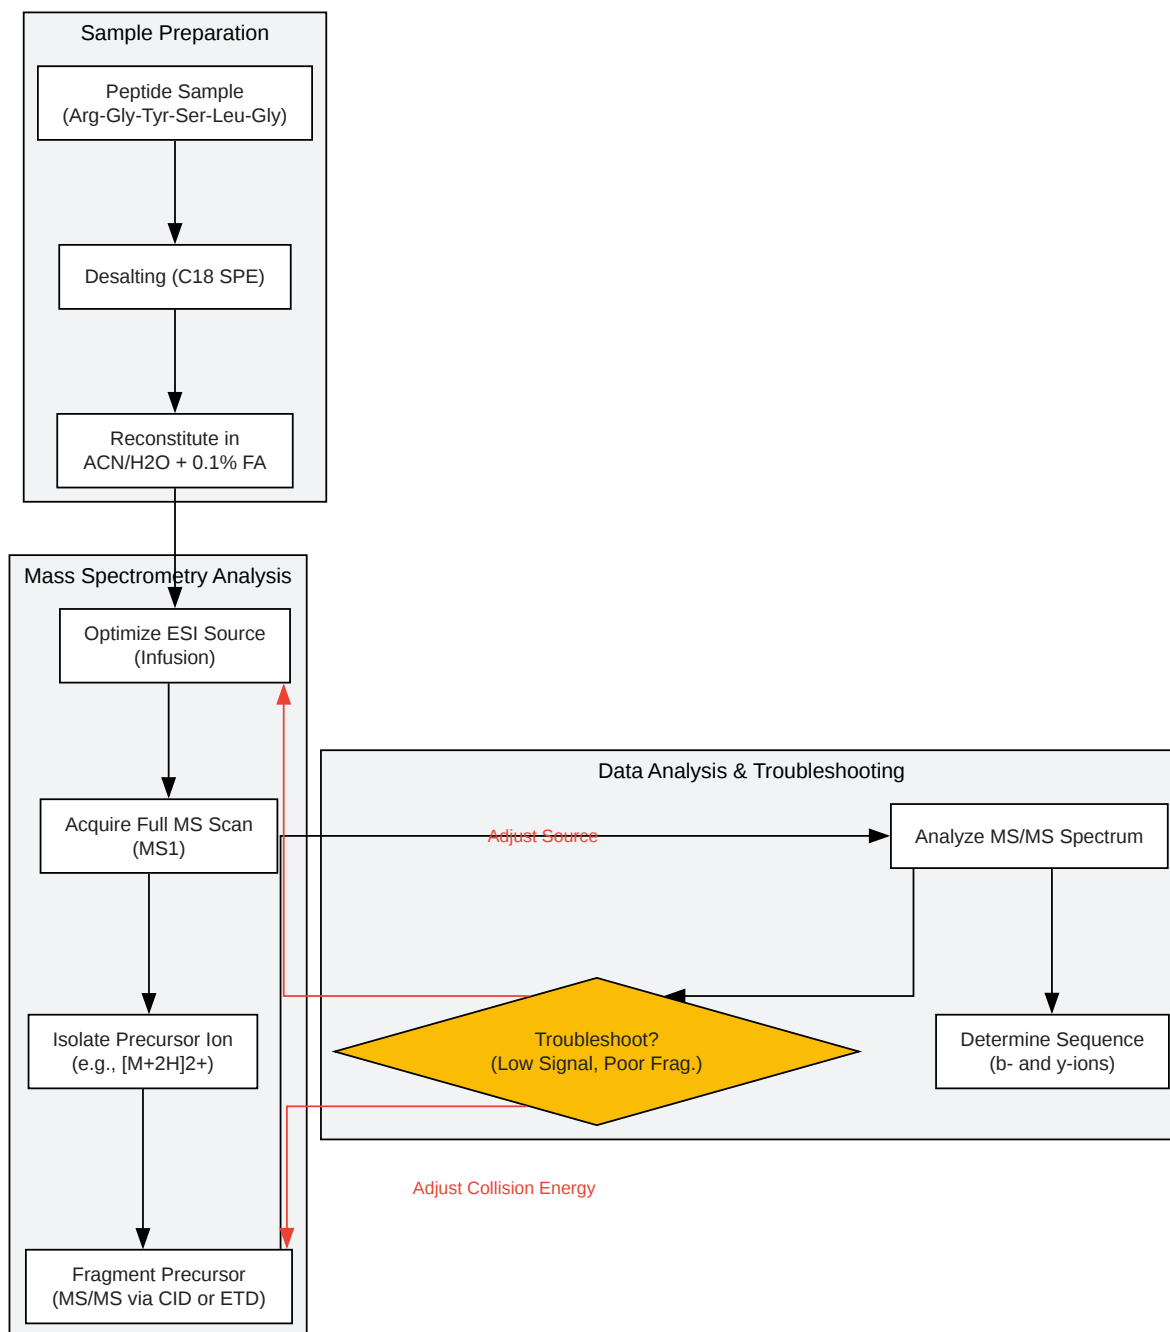 Sample Preparation
Peptide Sample
(Arg-Gly-Tyr-Ser-Leu-Gly)
Desalting (C18 SPE)
Reconstitute in
ACN/H2O + 0.1% FA
Mass Spectrometry Analysis
Optimize ESI Source
(Infusion)
Acquire Full MS Scan
(MS1)
Isolate Precursor Ion
(e.g., [M+2H]2+)
Fragment Precursor
(MS/MS via CID or ETD)
Data Analysis & Troubleshooting
Adjust Source
Analyze MS/MS Spectrum
Troubleshoot?
(Low Signal, Poor Frag.)
Determine Sequence
(b- and y-ions)
Adjust Collision Energy